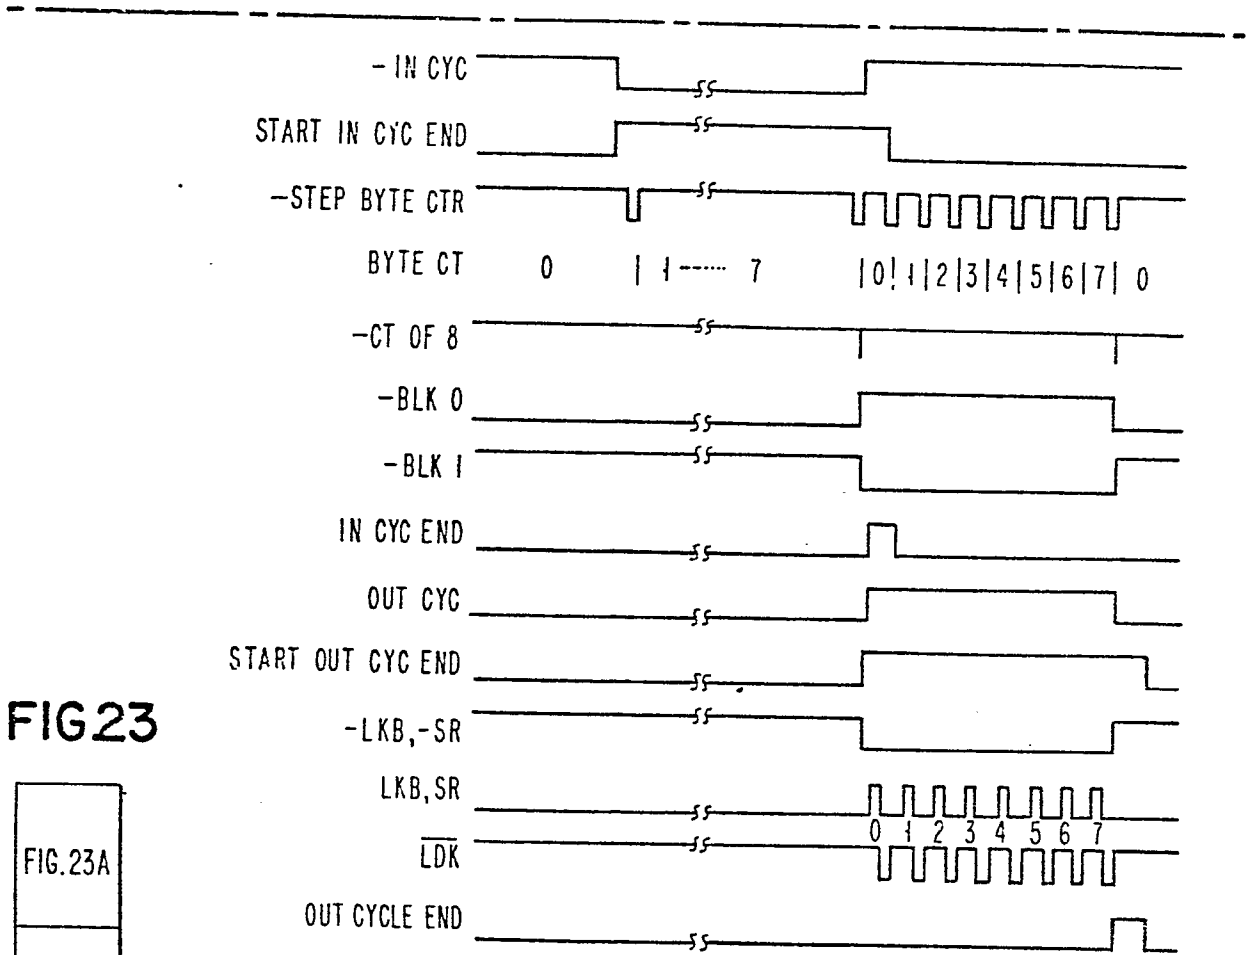 - IN CYC
START IN CYC END
-STEP BYTE CTR
BYTE CT 0 | 1 ------ 7 |0|1|2|3|4|5|6|7| 0
-CT OF 8
-BLK 0
-BLK 1
IN CYC END
OUT CYC
START OUT CYC END
-LKB,-SR
LKB,SR
0 1 2 3 4 5 6 7
LDK
OUT CYCLE END
FIG.23
FIG.23A